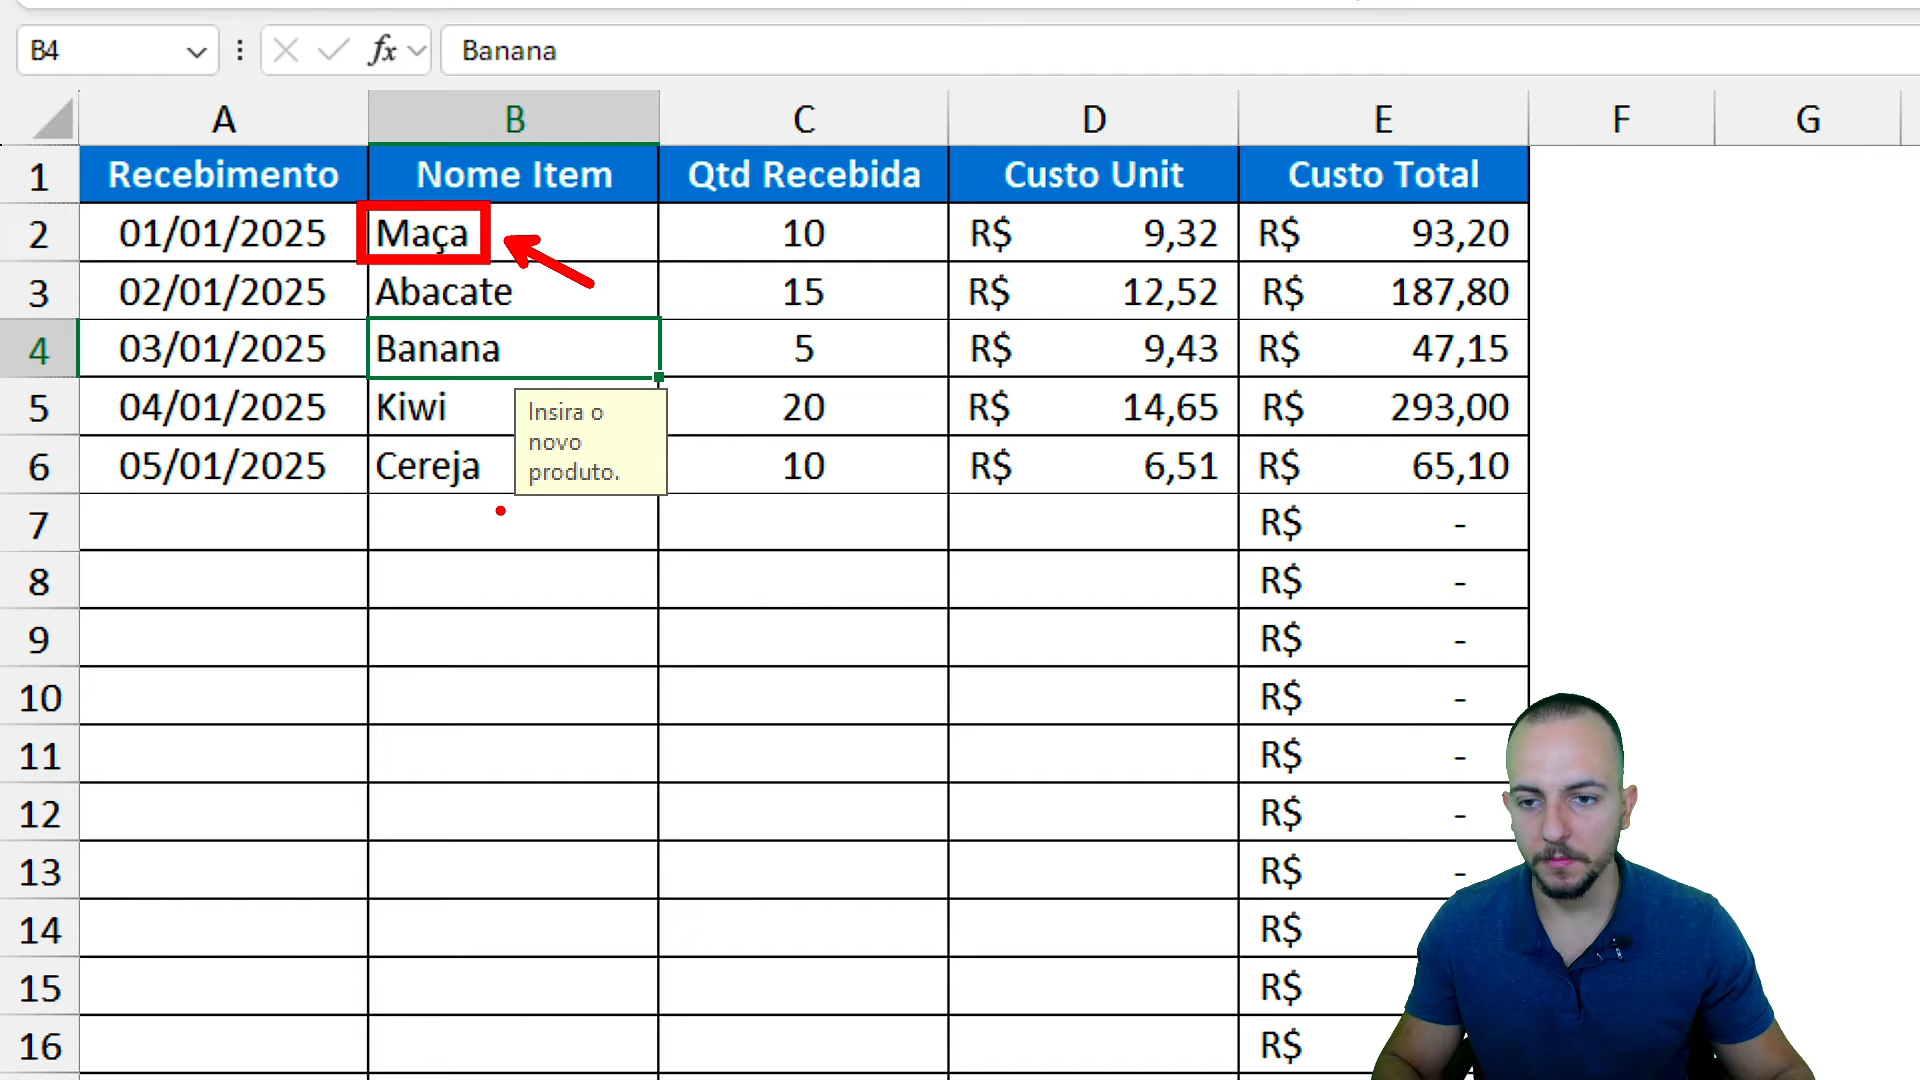 B4 fx Banana
A B C D E F G
1 Recebimento Nome Item Qtd Recebida Custo Unit Custo Total
2 01/01/2025 Maça 10 R$ 9,32 R$ 93,20
3 02/01/2025 Abacate 15 R$ 12,52 R$ 187,80
4 03/01/2025 Banana 5 R$ 9,43 R$ 47,15
5 04/01/2025 Kiwi 20 R$ 14,65 R$ 293,00
6 05/01/2025 Cereja 10 R$ 6,51 R$ 65,10
Insira o
novo
produto.
7 R$ -
8 R$ -
9 R$ -
10 R$ -
11 R$ -
12 R$ -
13 R$ -
14 R$
15 R$
16 R$